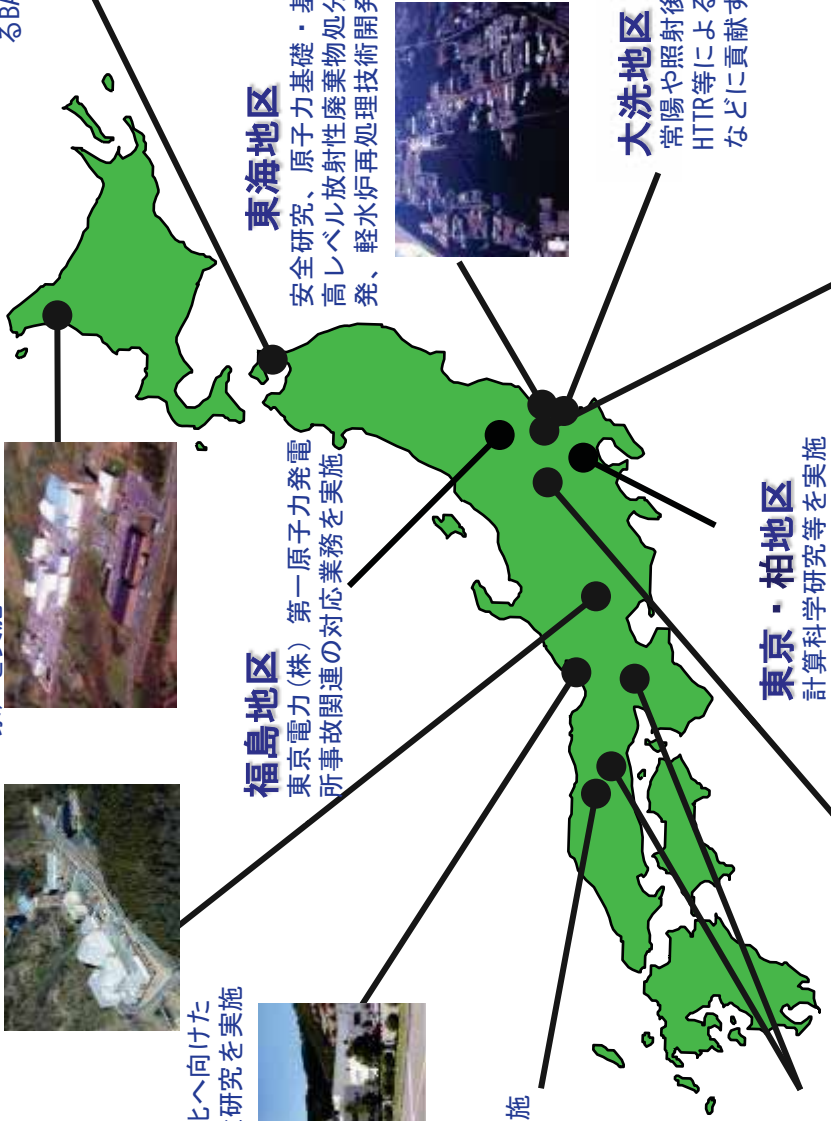 るBA
東海地区
安全研究、原子力基礎・基
高レベル放射性廃棄物処分
発、軽水炉再処理技術開発
大洗地区
常陽や照射後
HTTR等による
などに貢献す
福島地区
東京電力(株) 第一原子力発電
所事故関連の対応業務を実施
東京・柏地区
計算科学研究等を実施
化へ向けた
研究を実施
施